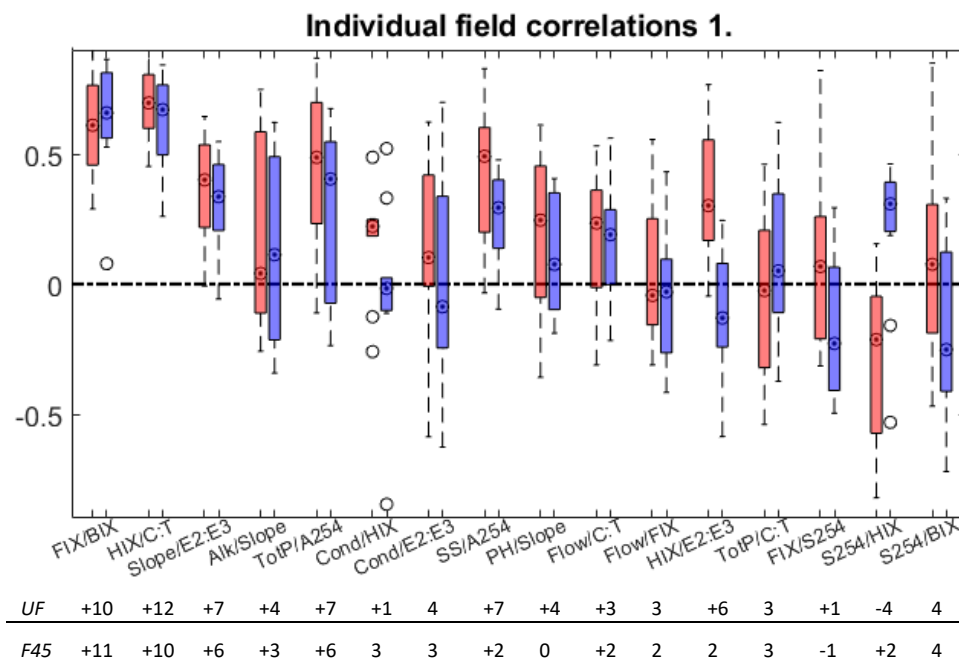 Individual field correlations 1.
0.5
0
-0.5
FIX/BIX HIX/C:T Slope/E2:E3 Alk/Slope TotP/A254 Cond/HIX Cond/E2:E3 SS/A254 PH/Slope Flow/C:T Flow/FIX HIX/E2:E3 TotP/C:T FIX/S254 S254/HIX S254/BIX
UF +10 +12 +7 +4 +7 +1 4 +7 +4 +3 3 +6 3 +1 -4 4
F45 +11 +10 +6 +3 +6 3 3 +2 0 +2 2 2 3 -1 +2 4